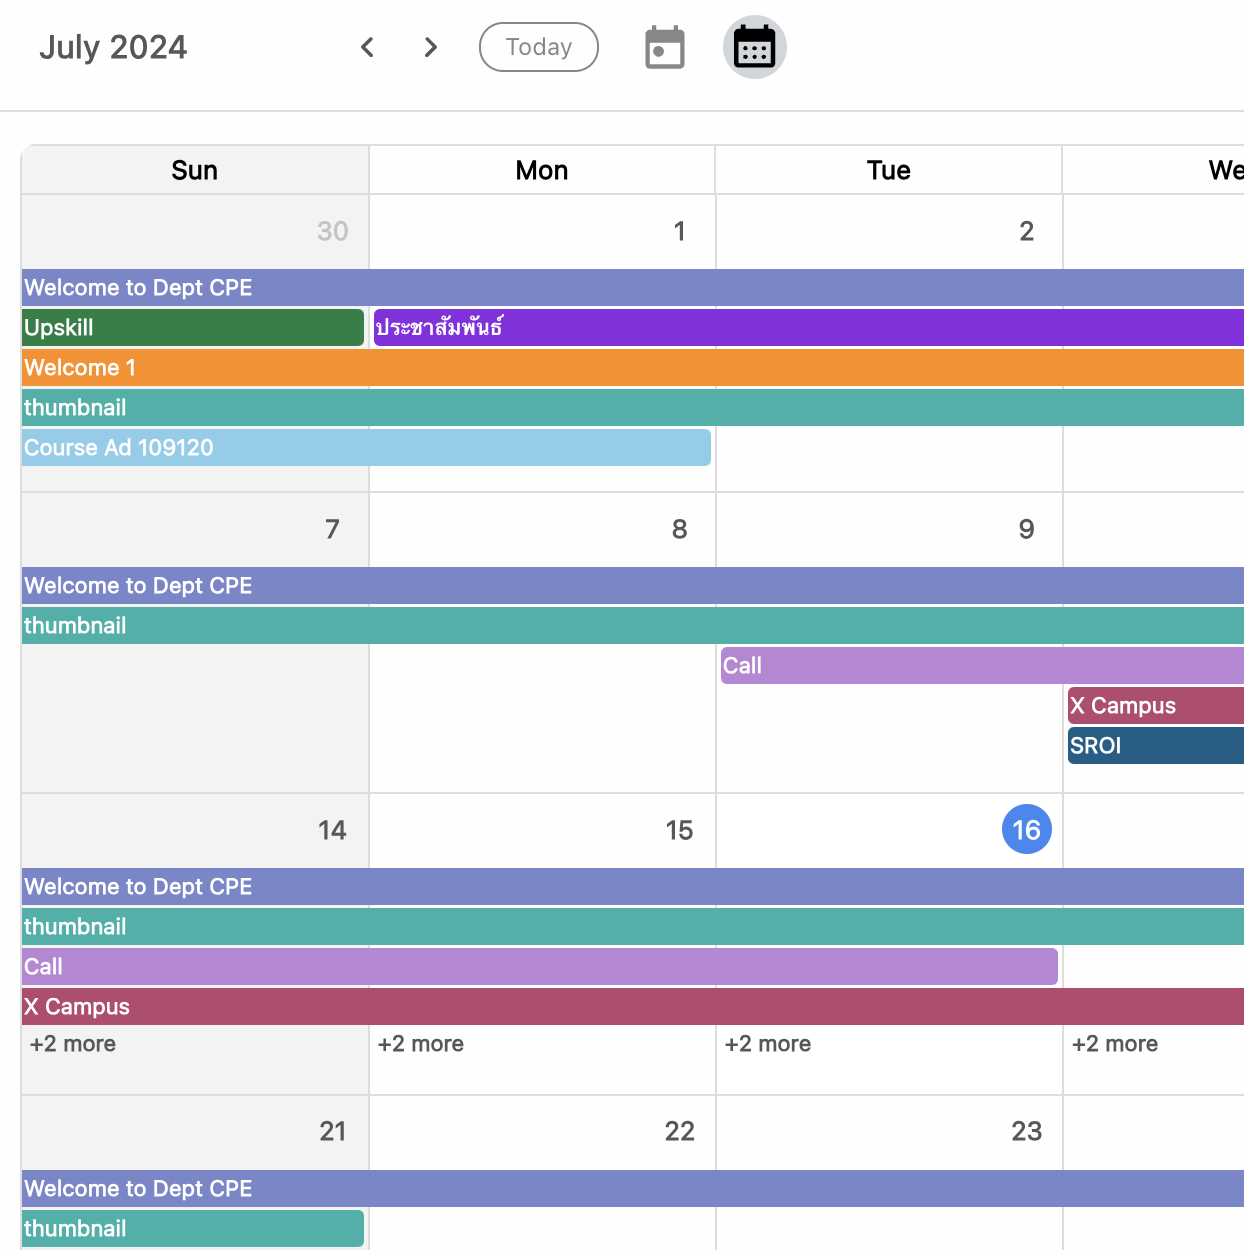 July 2024 Today
Sun Mon Tue We
30 1 2
Welcome to Dept CPE
Upskill ประชาสัมพันธ์
Welcome 1
thumbnail
Course Ad 109120
7 8 9
Welcome to Dept CPE
thumbnail
Call
X Campus
SROI
14 15 16
Welcome to Dept CPE
thumbnail
Call
X Campus
+2 more +2 more +2 more +2 more
21 22 23
Welcome to Dept CPE
thumbnail